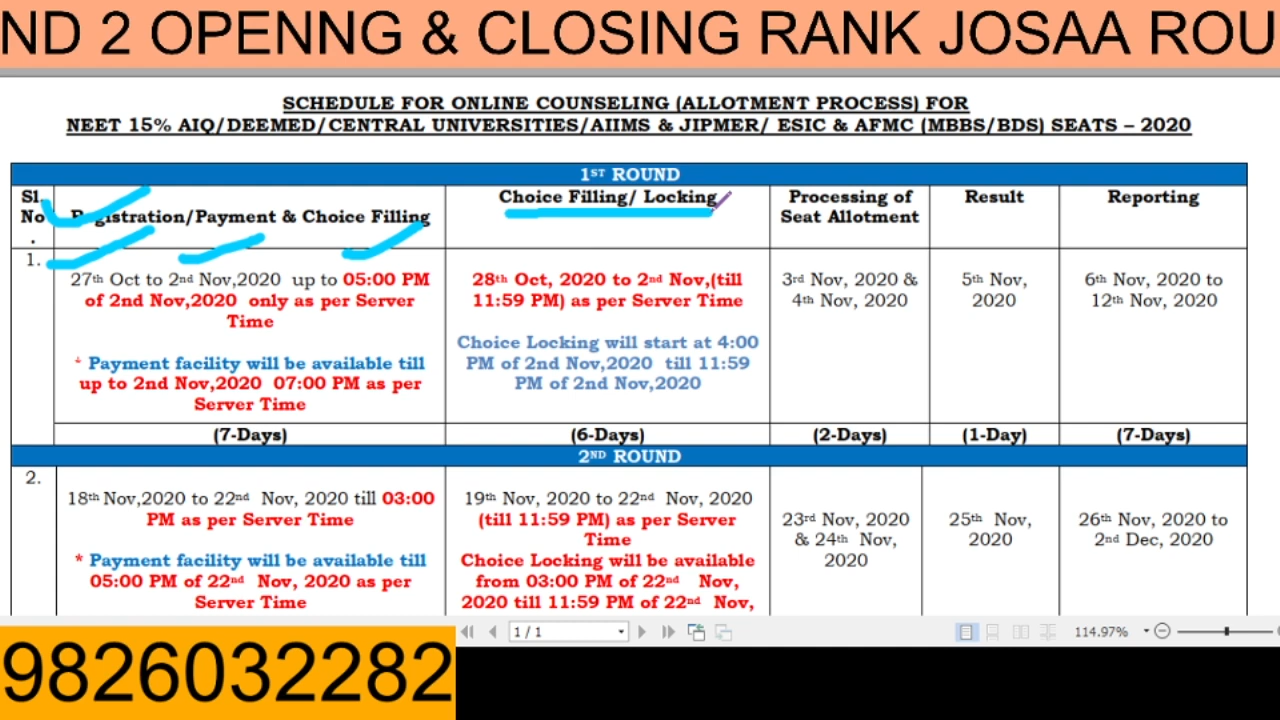 ND 2 OPENNG & CLOSING RANK JOSAA ROU
SCHEDULE FOR ONLINE COUNSELING (ALLOTMENT PROCESS) FOR
NEET 15% AIQ/DEEMED/CENTRAL UNIVERSITIES/AIIMS & JIPMER/ ESIC & AFMC (MBBS/BDS) SEATS – 2020
1ST ROUND
Sl.
No
.
Registration/Payment & Choice Filling
Choice Filling/ Locking
Processing of
Seat Allotment
Result
Reporting
1.
27th Oct to 2nd Nov,2020 up to 05:00 PM
of 2nd Nov,2020 only as per Server
Time
* Payment facility will be available till
up to 2nd Nov,2020 07:00 PM as per
Server Time
28th Oct, 2020 to 2nd Nov,(till
11:59 PM) as per Server Time
Choice Locking will start at 4:00
PM of 2nd Nov,2020 till 11:59
PM of 2nd Nov,2020
3rd Nov, 2020 &
4th Nov, 2020
5th Nov,
2020
6th Nov, 2020 to
12th Nov, 2020
(7-Days)
(6-Days)
(2-Days)
(1-Day)
(7-Days)
2ND ROUND
2.
18th Nov,2020 to 22nd Nov, 2020 till 03:00
PM as per Server Time
* Payment facility will be available till
05:00 PM of 22nd Nov, 2020 as per
Server Time
19th Nov, 2020 to 22nd Nov, 2020
(till 11:59 PM) as per Server
Time
Choice Locking will be available
from 03:00 PM of 22nd Nov,
2020 till 11:59 PM of 22nd Nov,
23rd Nov, 2020
& 24th Nov,
2020
25th Nov,
2020
26th Nov, 2020 to
2nd Dec, 2020
1 / 1
114.97%
9826032282